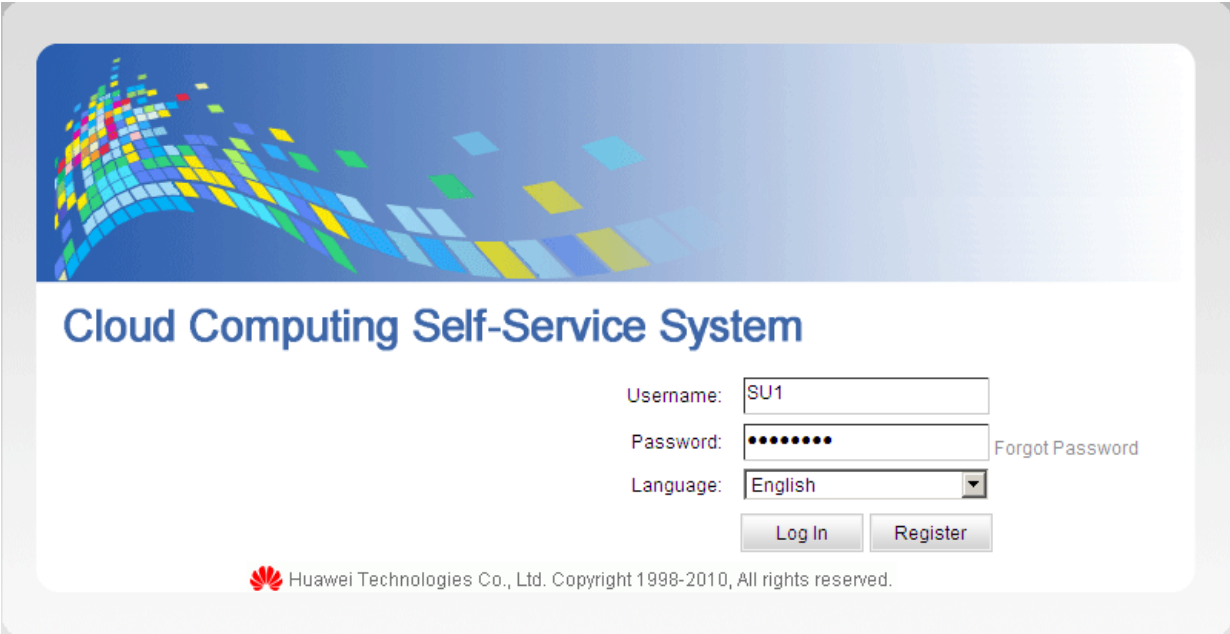 Cloud Computing Self-Service System
Username: SU1
Password: ●●●●●●●● Forgot Password
Language: English
Log In Register
Huawei Technologies Co., Ltd. Copyright 1998-2010, All rights reserved.